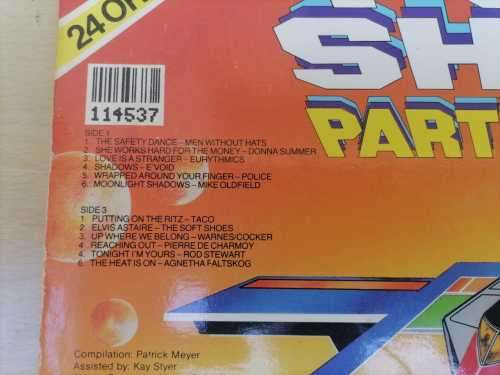 24 OR
SH
PART
114537
SIDE 1
1. THE SAFETY DANCE – MEN WITHOUT HATS
2. SHE WORKS HARD FOR THE MONEY – DONNA SUMMER
3. LOVE IS A STRANGER – EURYTHMICS
4. SHADOWS – E'VOID
5. WRAPPED AROUND YOUR FINGER – POLICE
6. MOONLIGHT SHADOWS – MIKE OLDFIELD
SIDE 3
1. PUTTING ON THE RITZ – TACO
2. ELVIS ASTAIRE – THE SOFT SHOES
3. UP WHERE WE BELONG – WARNES/COCKER
4. REACHING OUT – PIERRE DE CHARMOY
4. TONIGHT I'M YOURS – ROD STEWART
6. THE HEAT IS ON – AGNETHA FALTSKOG
Compilation: Patrick Meyer
Assisted by: Kay Styer